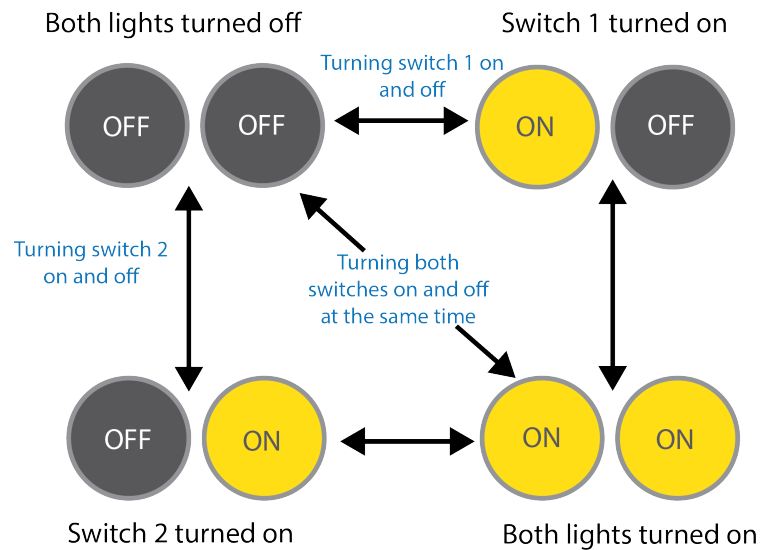 Both lights turned off
Switch 1 turned on
Turning switch 1 on
and off
OFF
OFF
ON
OFF
Turning switch 2
on and off
Turning both
switches on and off
at the same time
OFF
ON
ON
ON
Switch 2 turned on
Both lights turned on